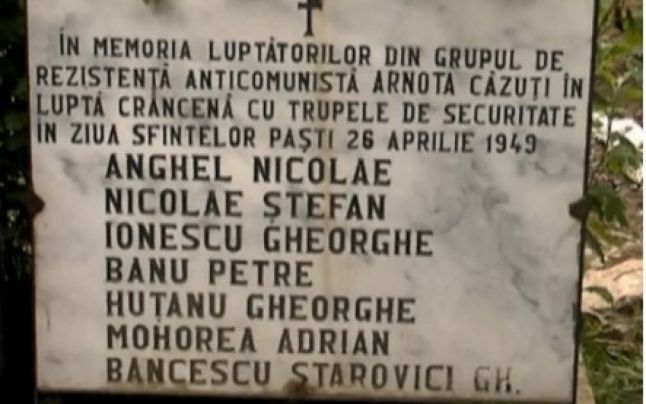 ÎN MEMORIA LUPTĂTORILOR DIN GRUPUL DE
REZISTENȚĂ ANTICOMUNISTĂ ARNOTA CĂZUȚI ÎN
LUPTĂ CRÂNCENĂ CU TRUPELE DE SECURITATE
IN ZIUA SFINTELOR PAȘTI 26 APRILIE 1949
ANGHEL NICOLAE
NICOLAE ȘTEFAN
IONESCU GHEORGHE
BANU PETRE
HUȚANU GHEORGHE
MOHOREA ADRIAN
BANCESCU STAROVICI GH.